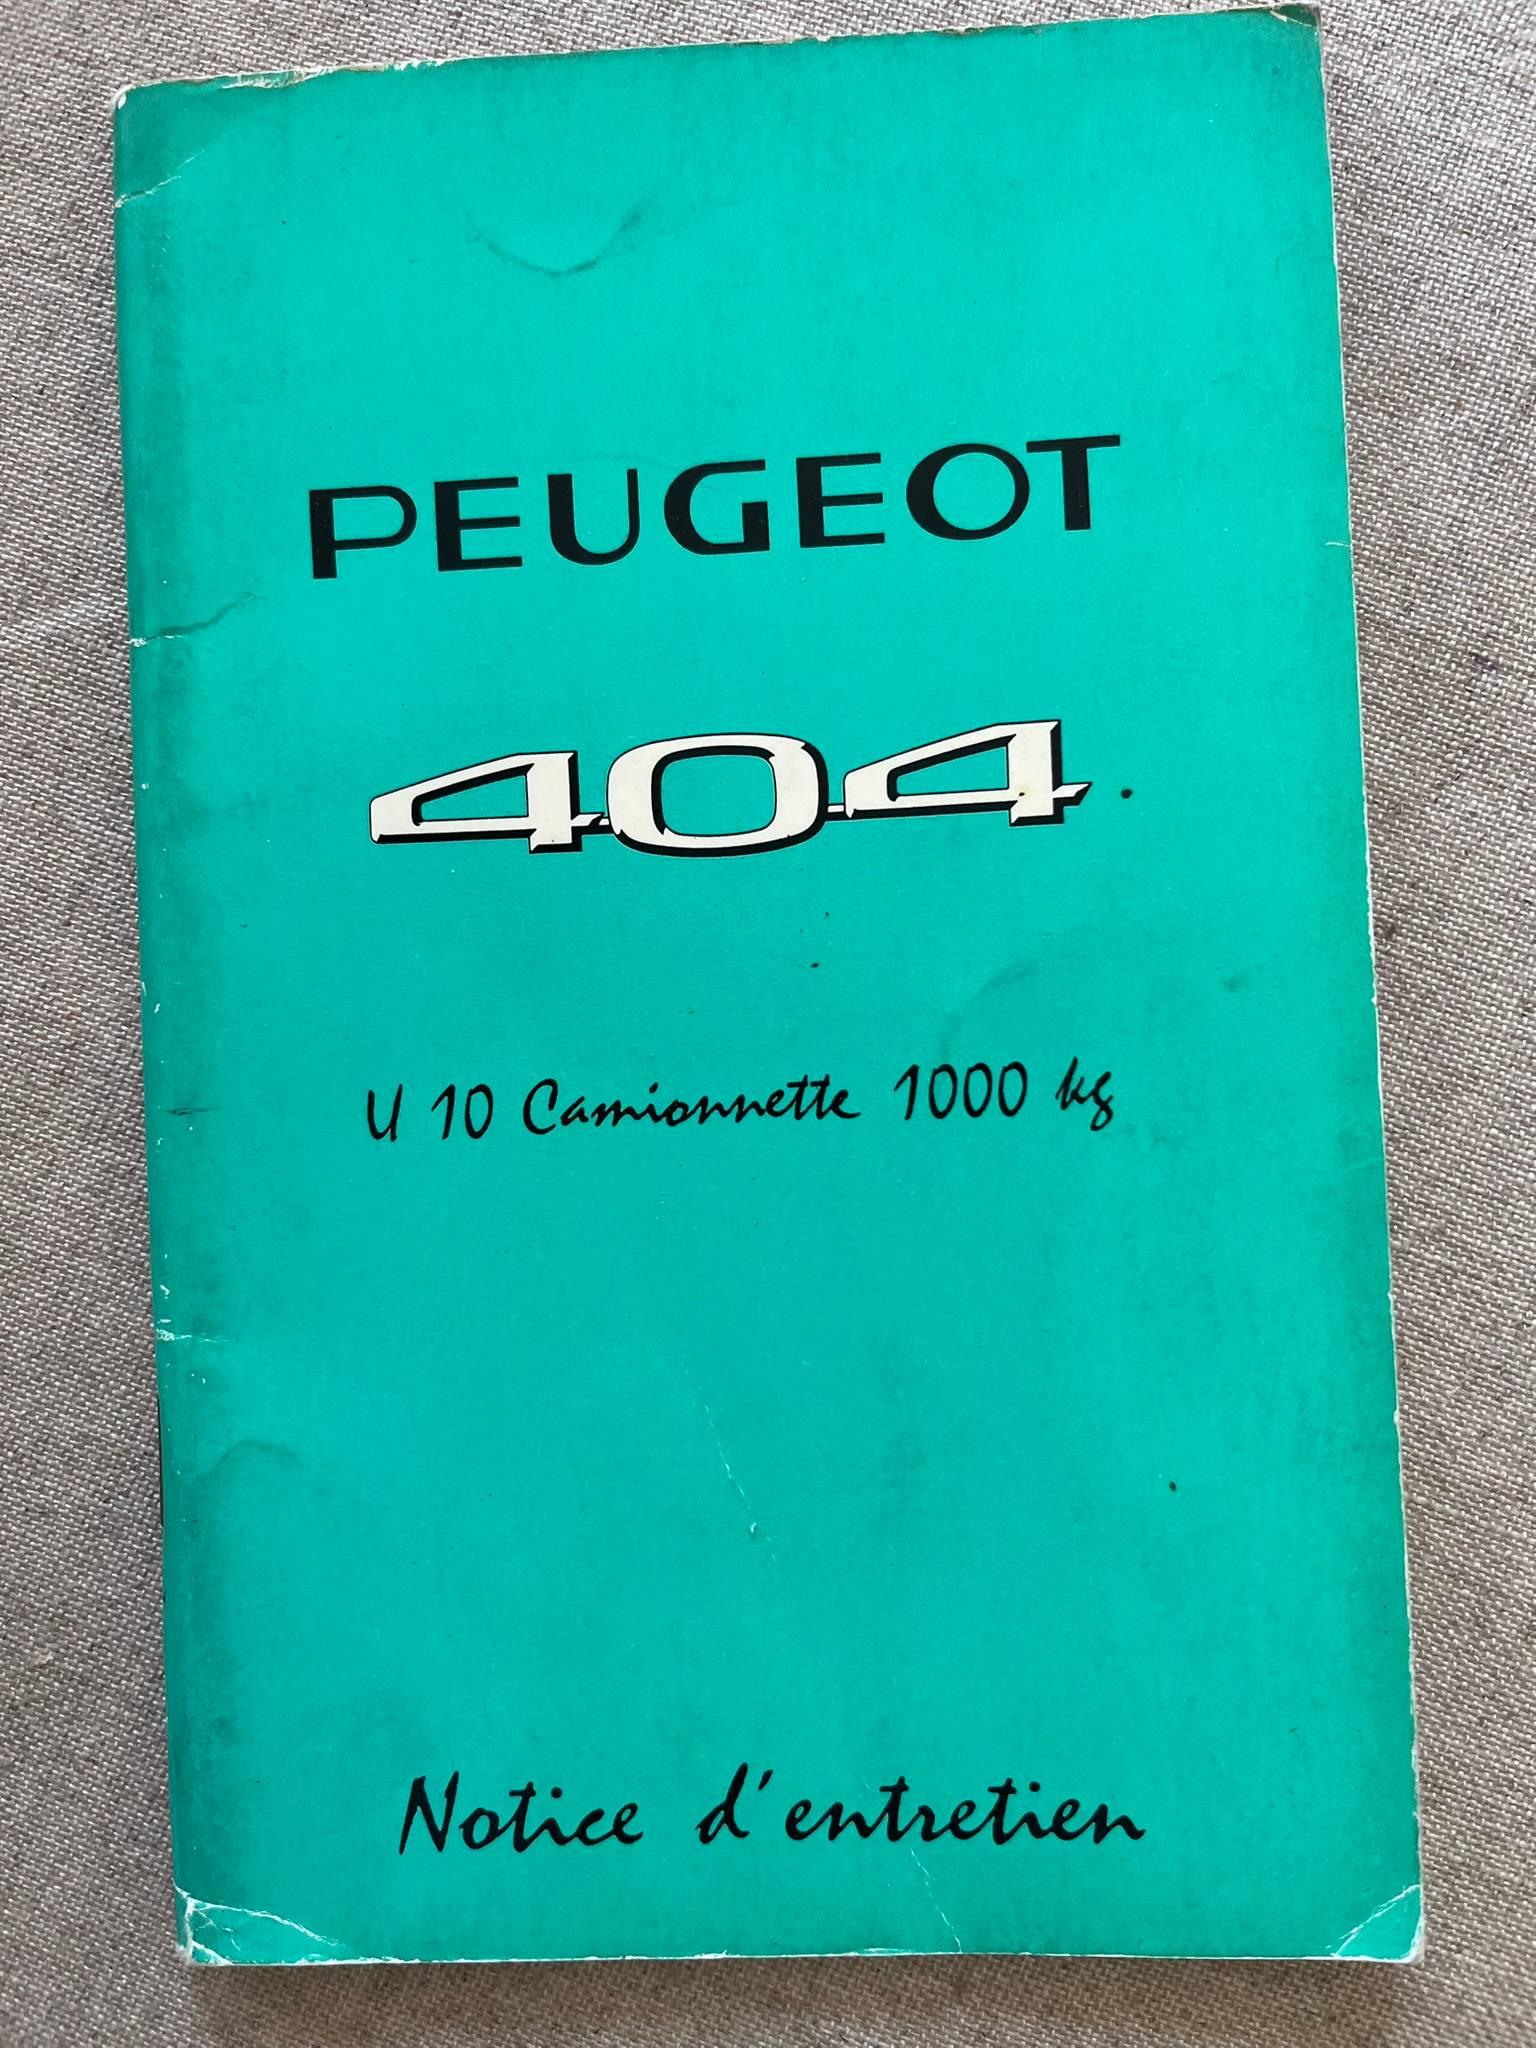 PEUGEOT
404
U 10 Camionnette 1000 kg
Notice d'entretien